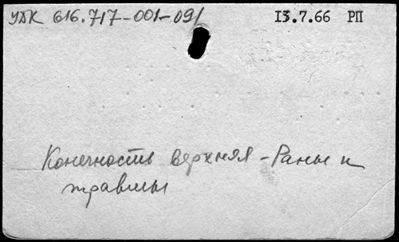 УДК 616.717-001-091 13.7.66 РП
Конечность верхняя - Раны и
травмы